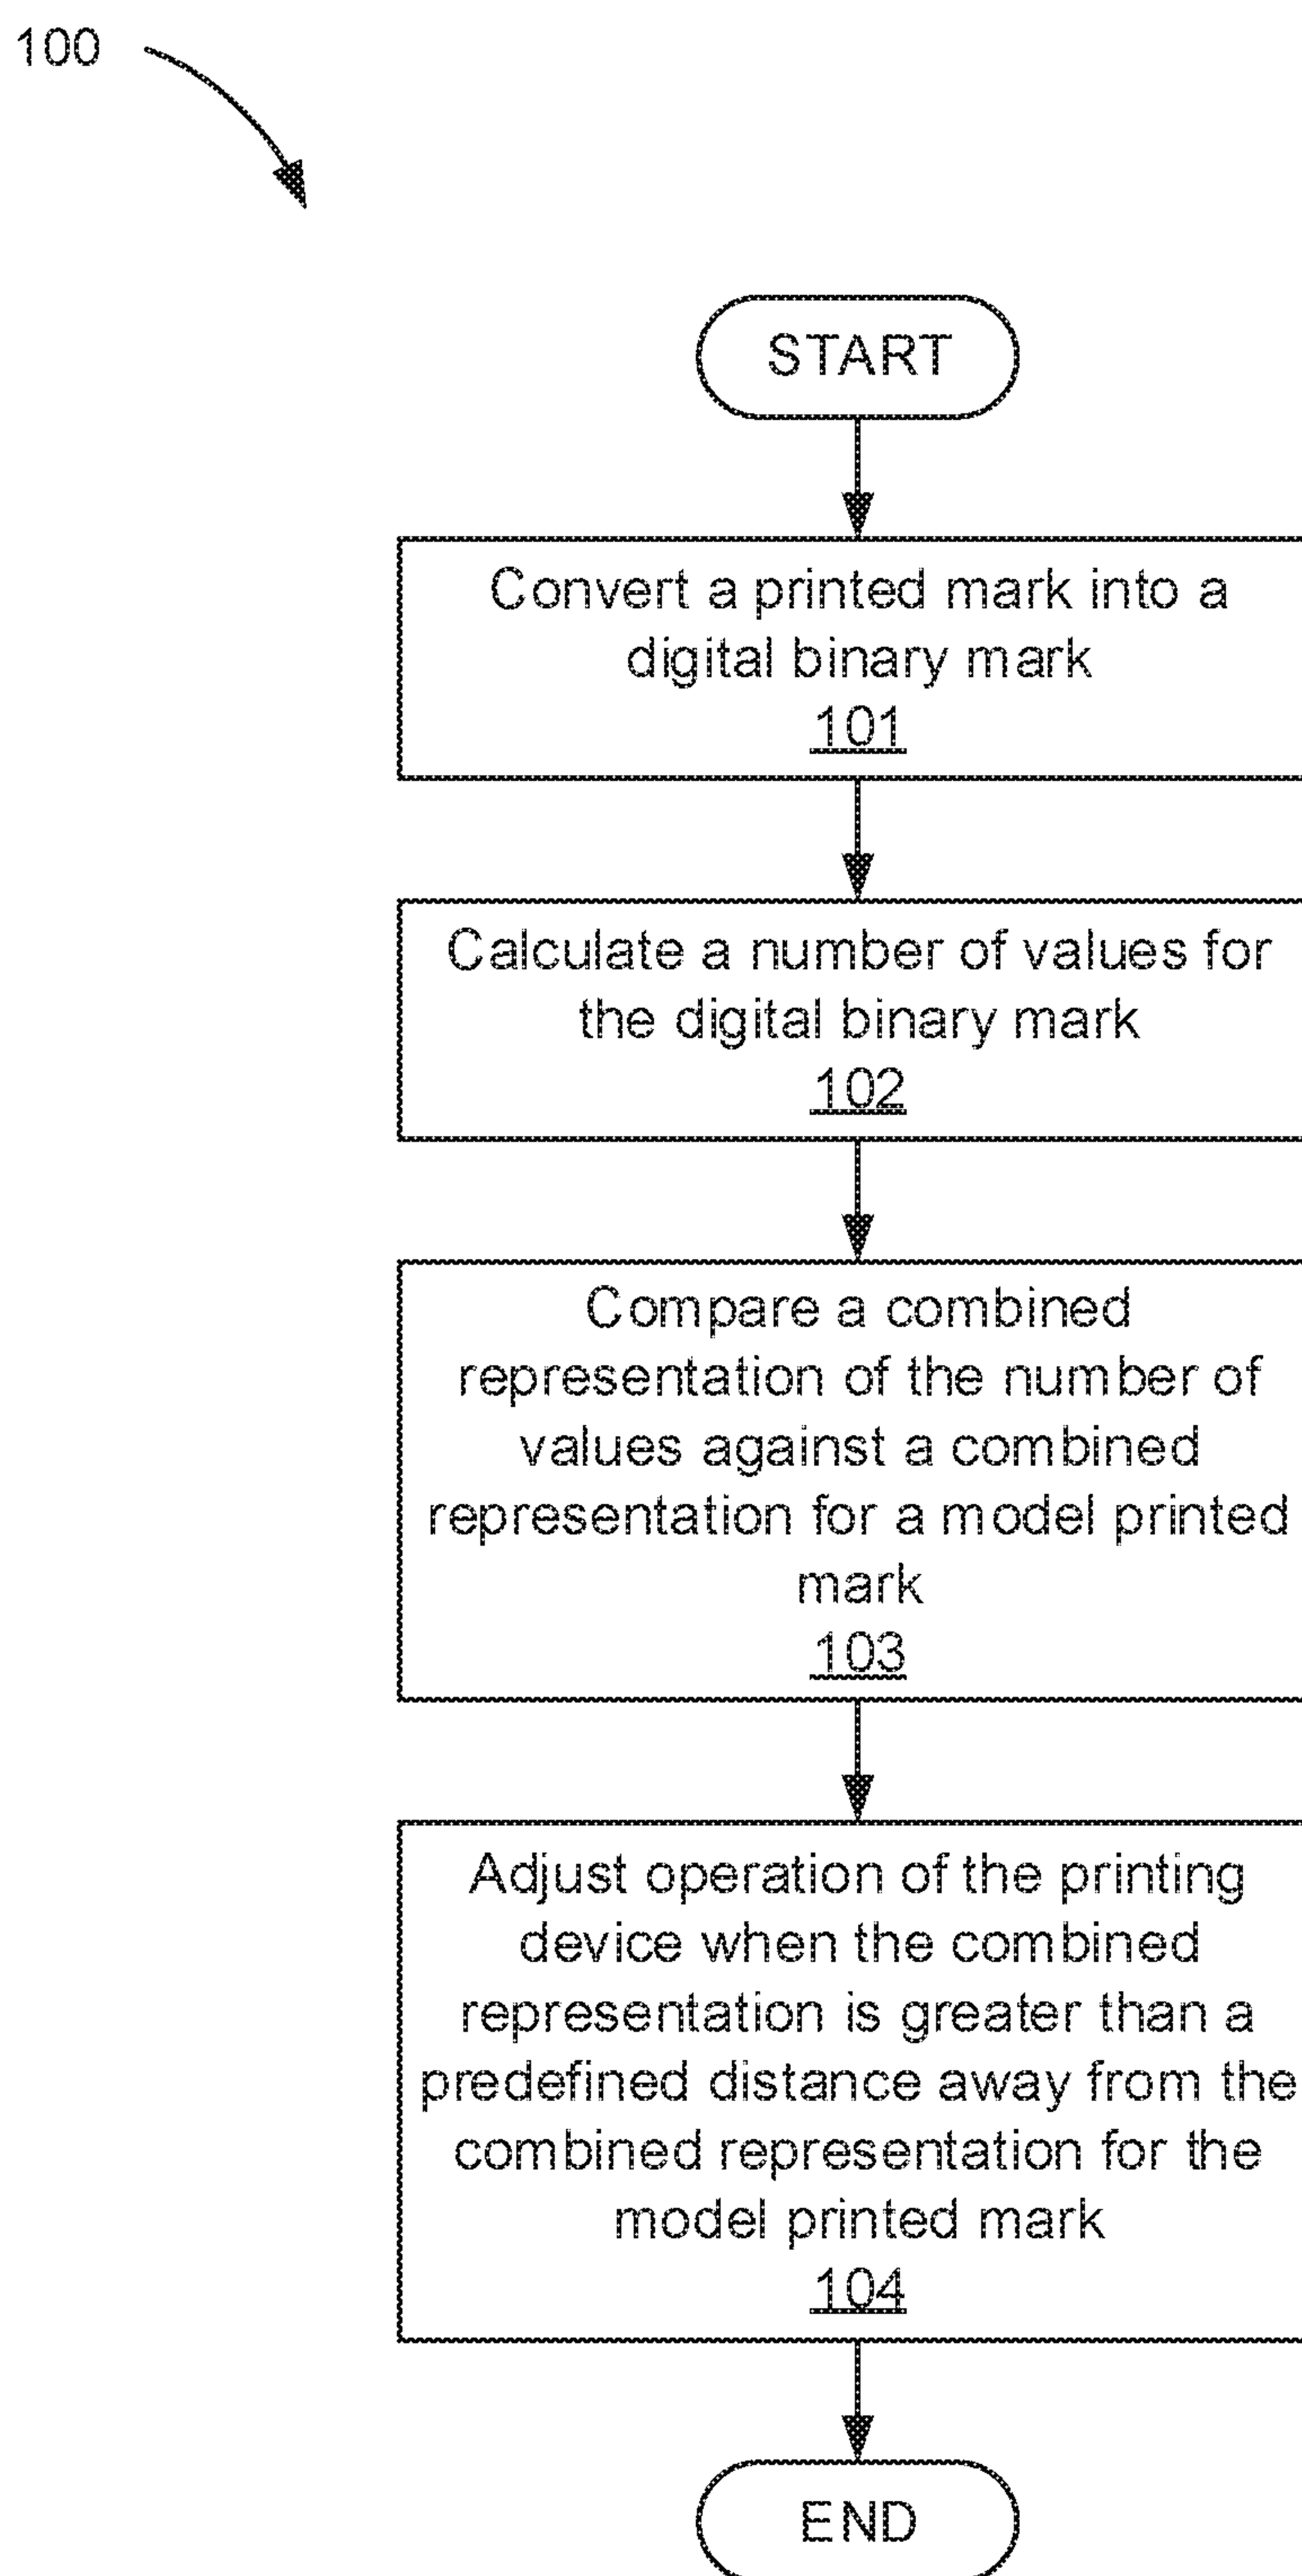 100
START
Convert a printed mark into a
digital binary mark
101
Calculate a number of values for
the digital binary mark
102
Compare a combined
representation of the number of
values against a combined
representation for a model printed
mark
103
Adjust operation of the printing
device when the combined
representation is greater than a
predefined distance away from the
combined representation for the
model printed mark
104
END